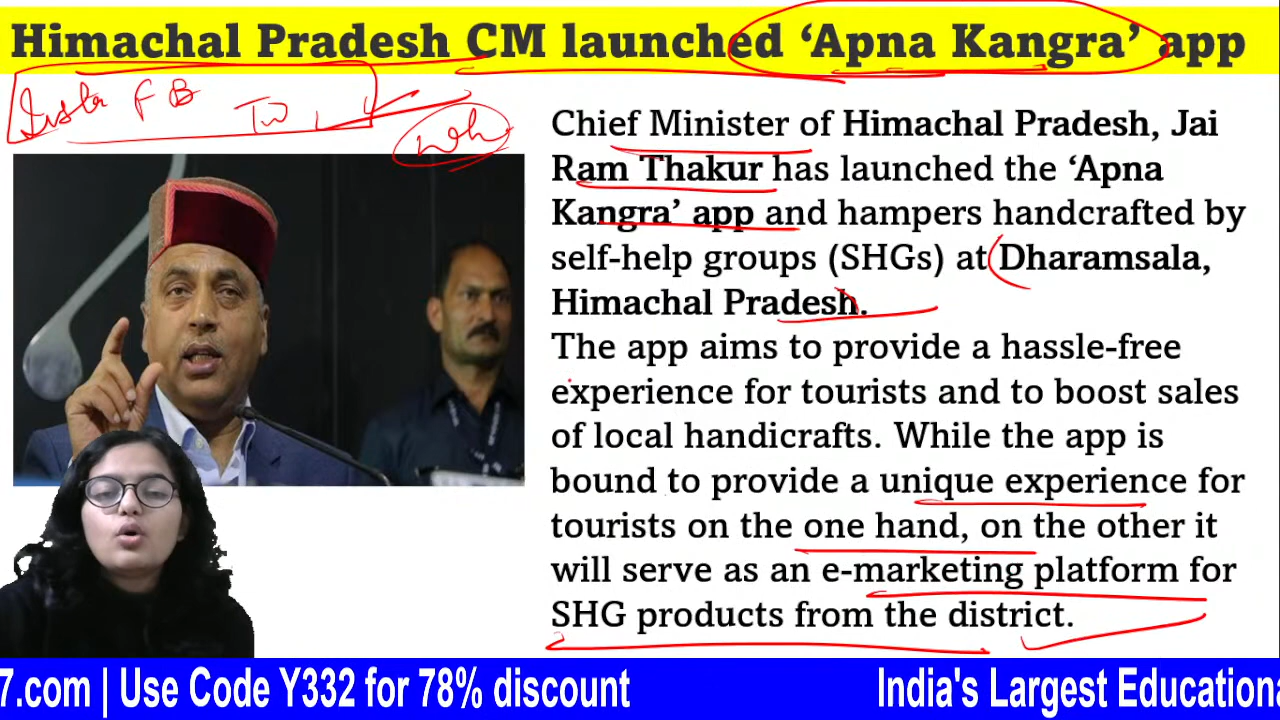 Himachal Pradesh CM launched ‘Apna Kangra’ app
Insta F B Tw
Wh
Chief Minister of Himachal Pradesh, Jai
Ram Thakur has launched the ‘Apna
Kangra’ app and hampers handcrafted by
self-help groups (SHGs) at Dharamsala,
Himachal Pradesh.
The app aims to provide a hassle-free
experience for tourists and to boost sales
of local handicrafts. While the app is
bound to provide a unique experience for
tourists on the one hand, on the other it
will serve as an e-marketing platform for
SHG products from the district.
7.com | Use Code Y332 for 78% discount
India's Largest Educationa